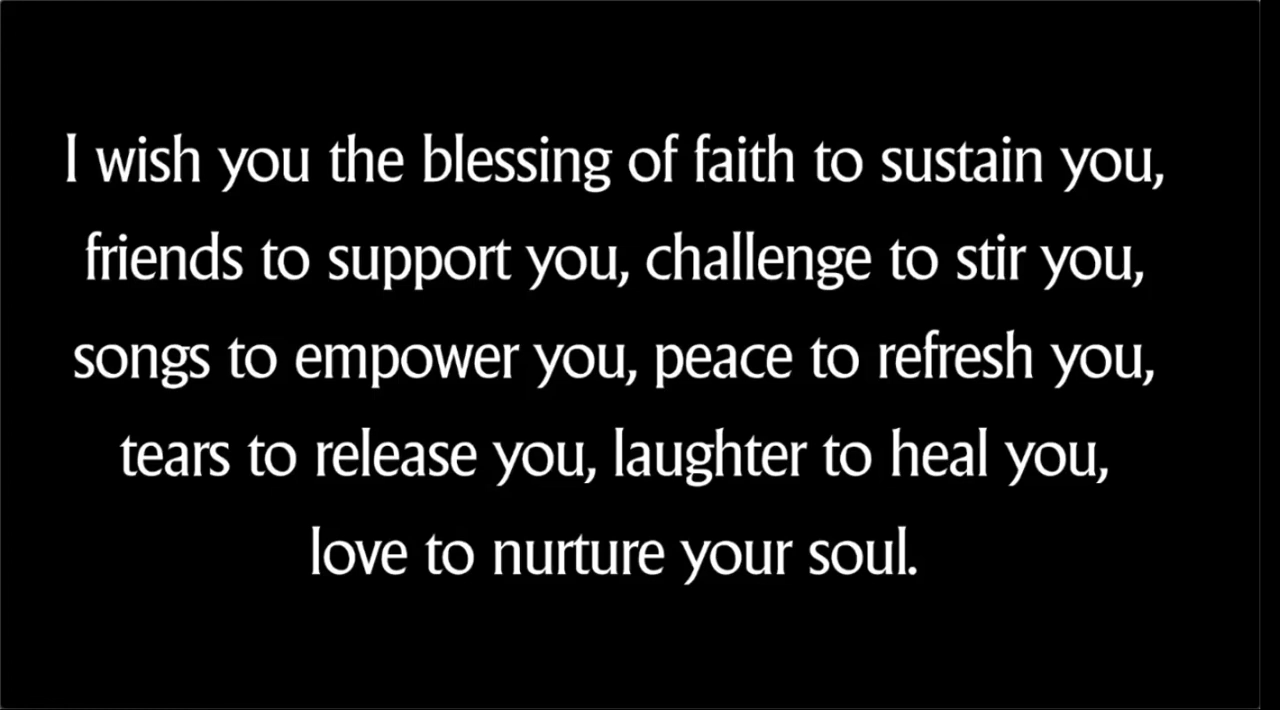 I wish you the blessing of faith to sustain you,
friends to support you, challenge to stir you,
songs to empower you, peace to refresh you,
tears to release you, laughter to heal you,
love to nurture your soul.